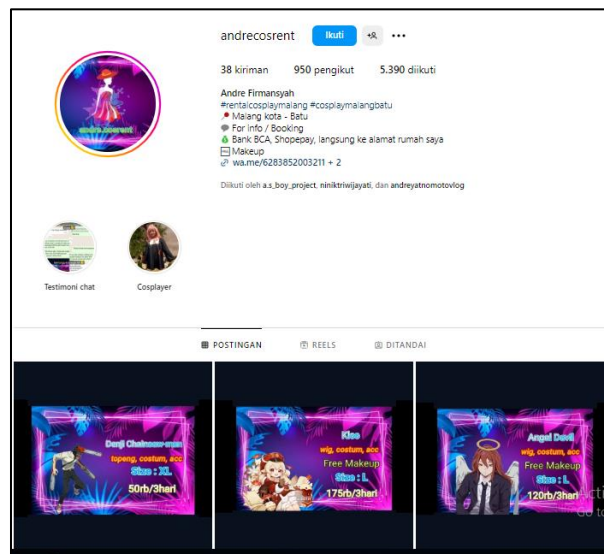 andrecosrent Ikuti
38 kiriman 950 pengikut 5.390 diikuti
Andre Firmansyah
#rentalcosplaymalang #cosplaymalangbatu
Malang kota - Batu
For info / Booking
Bank BCA, Shopepay, langsung ke alamat rumah saya
Makeup
wa.me/6283852003211 + 2
Diikuti oleh a.s_boy_project, niniktriwijayati, dan andreyatnomotovlog
andre.cosrent
Testimoni chat
Cosplayer
POSTINGAN REELS DITANDAI
Denji Chainsaw-man
topeng, costum, acc
Size : XL
50rb/3hari
Klee
wig, costum, acc
Free Makeup
Size : L
175rb/3hari
Angel Devil
wig, costum, acc
Free Makeup
Size : L
120rb/3hari